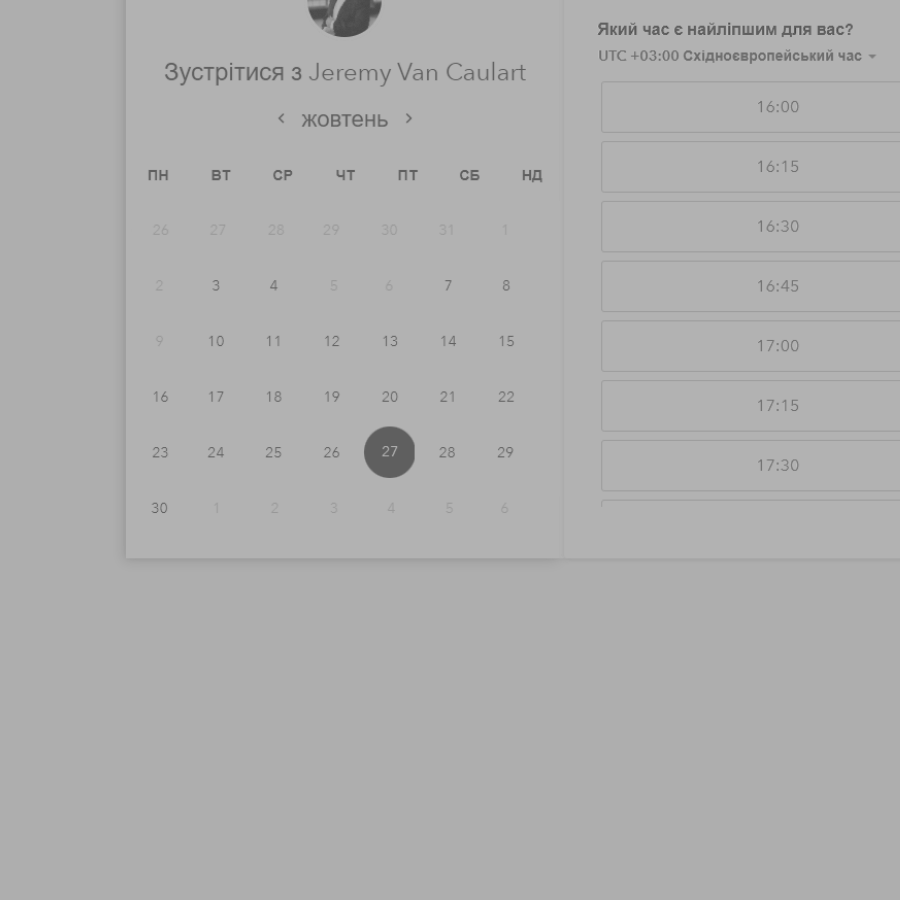 Зустрітися з Jeremy Van Caulart
жовтень
ПН ВТ СР ЧТ ПТ СБ НД
26 27 28 29 30 31 1
2 3 4 5 6 7 8
9 10 11 12 13 14 15
16 17 18 19 20 21 22
23 24 25 26 27 28 29
30 1 2 3 4 5 6
Який час є найліпшим для вас?
UTC +03:00 Східноєвропейський час
16:00
16:15
16:30
16:45
17:00
17:15
17:30